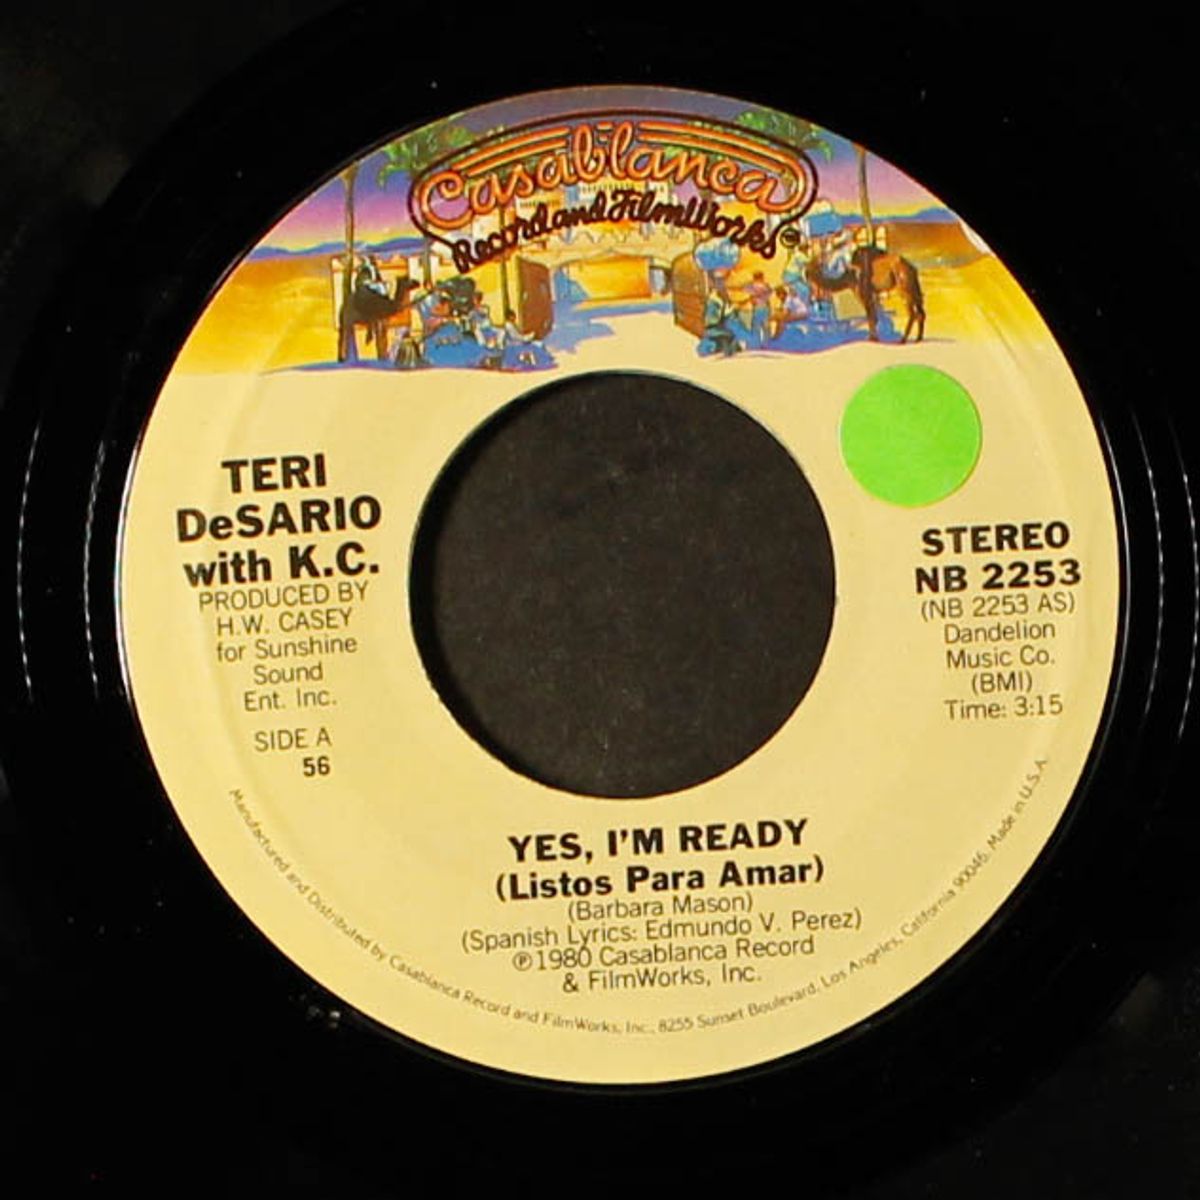 Casablanca
Record and FilmWorks
TERI
DeSARIO
with K.C.
PRODUCED BY
H.W. CASEY
for Sunshine
Sound
Ent. Inc.
SIDE A
56
STEREO
NB 2253
(NB 2253 AS)
Dandelion
Music Co.
(BMI)
Time: 3:15
YES, I'M READY
(Listos Para Amar)
(Barbara Mason)
(Spanish Lyrics: Edmundo V. Perez)
℗1980 Casablanca Record
& FilmWorks, Inc.
Manufactured and Distributed by Casablanca Record and FilmWorks, Inc., 8255 Sunset Boulevard, Los Angeles, California 90046. Made in U.S.A.